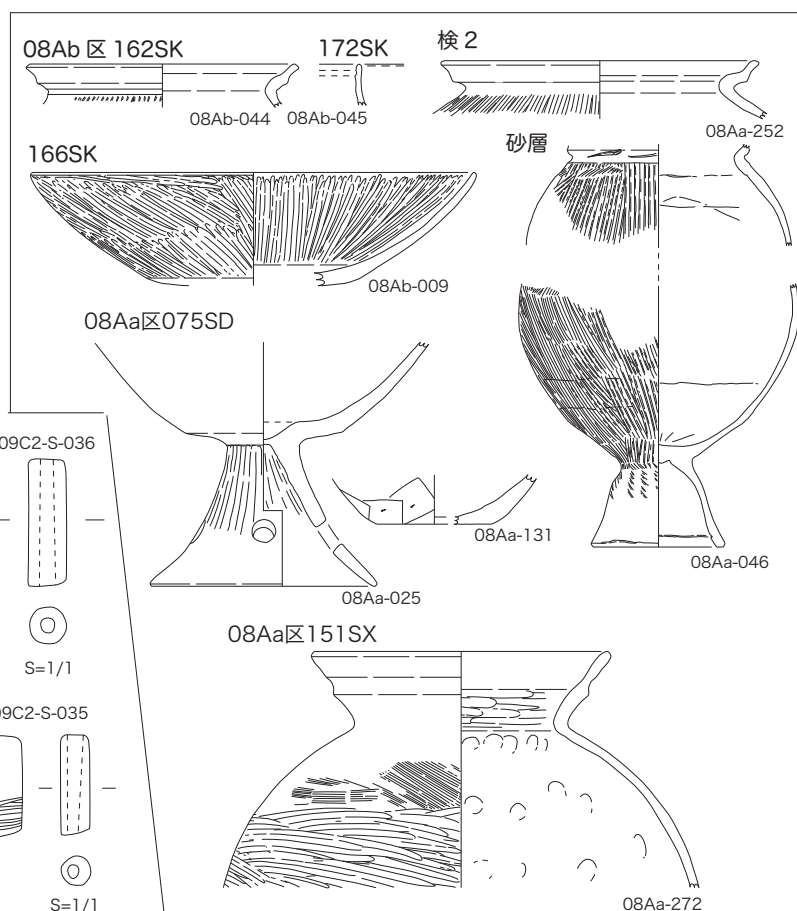 08Ab 区 162SK
172SK
検 2
08Ab-044
08Ab-045
08Aa-252
166SK
砂層
08Ab-009
08Aa区075SD
09C2-S-036
08Aa-131
08Aa-046
08Aa-025
S=1/1
08Aa区151SX
09C2-S-035
S=1/1
08Aa-272